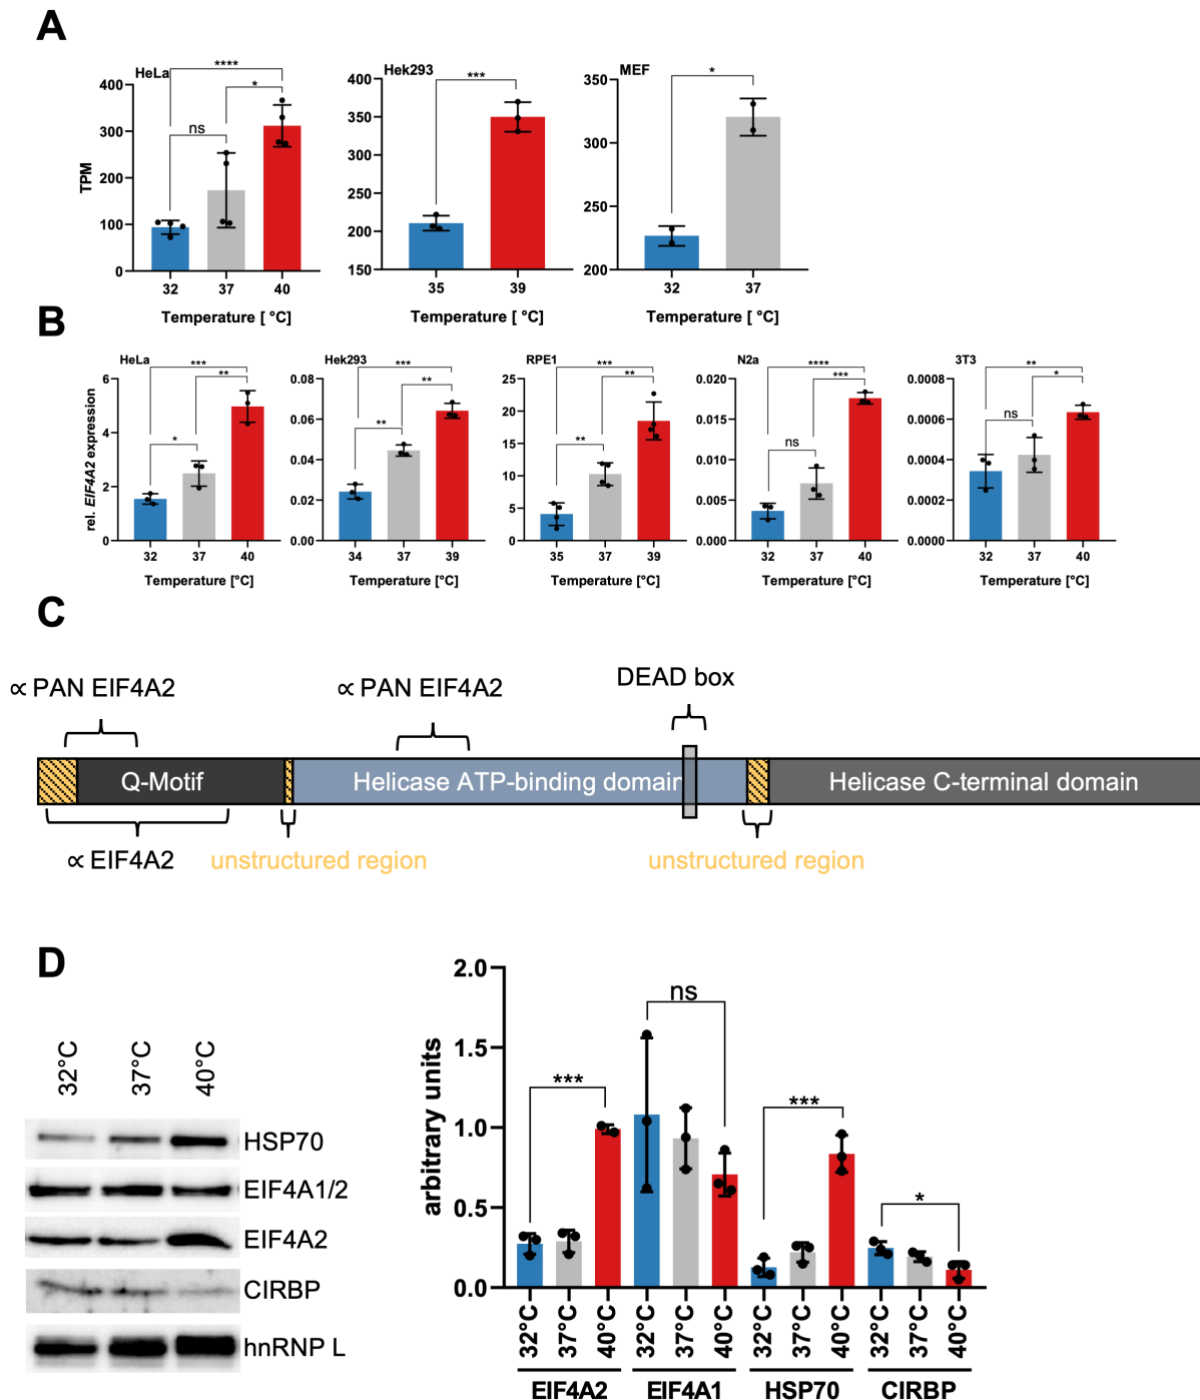 A
HeLa
****
*
ns
TPM
400
300
200
100
0
32 37 40
Temperature [ °C]
Hek293
***
400
350
300
250
200
150
35 39
Temperature [ °C]
MEF
*
350
300
250
200
32 37
Temperature [ °C]
B
HeLa
***
**
*
rel. EIF4A2 expression
6
4
2
0
32 37 40
Temperature [°C]
Hek293
***
**
**
0.08
0.06
0.04
0.02
0.00
34 37 39
Temperature [°C]
RPE1
***
**
**
25
20
15
10
5
0
35 37 39
Temperature [°C]
N2a
****
***
ns
0.020
0.015
0.010
0.005
0.000
32 37 40
Temperature [°C]
3T3
**
*
ns
0.0008
0.0006
0.0004
0.0002
0.0000
32 37 40
Temperature [°C]
C
∝ PAN EIF4A2
∝ PAN EIF4A2
DEAD box
Q-Motif
Helicase ATP-binding domain
Helicase C-terminal domain
∝ EIF4A2
unstructured region
unstructured region
D
32°C 37°C 40°C
HSP70
EIF4A1/2
EIF4A2
CIRBP
hnRNP L
arbitrary units
2.0
1.5
1.0
0.5
0.0
***
ns
***
*
32°C 37°C 40°C 32°C 37°C 40°C 32°C 37°C 40°C 32°C 37°C 40°C
EIF4A2 EIF4A1 HSP70 CIRBP